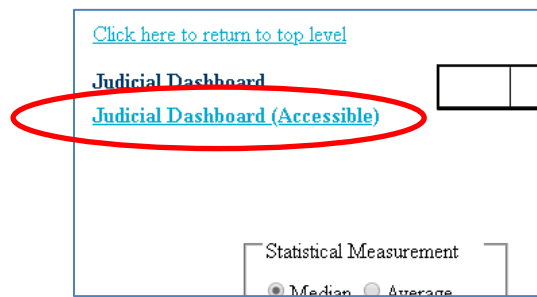 Click here to return to top level
Judicial Dashboard
Judicial Dashboard (Accessible)
Statistical Measurement
Median Average